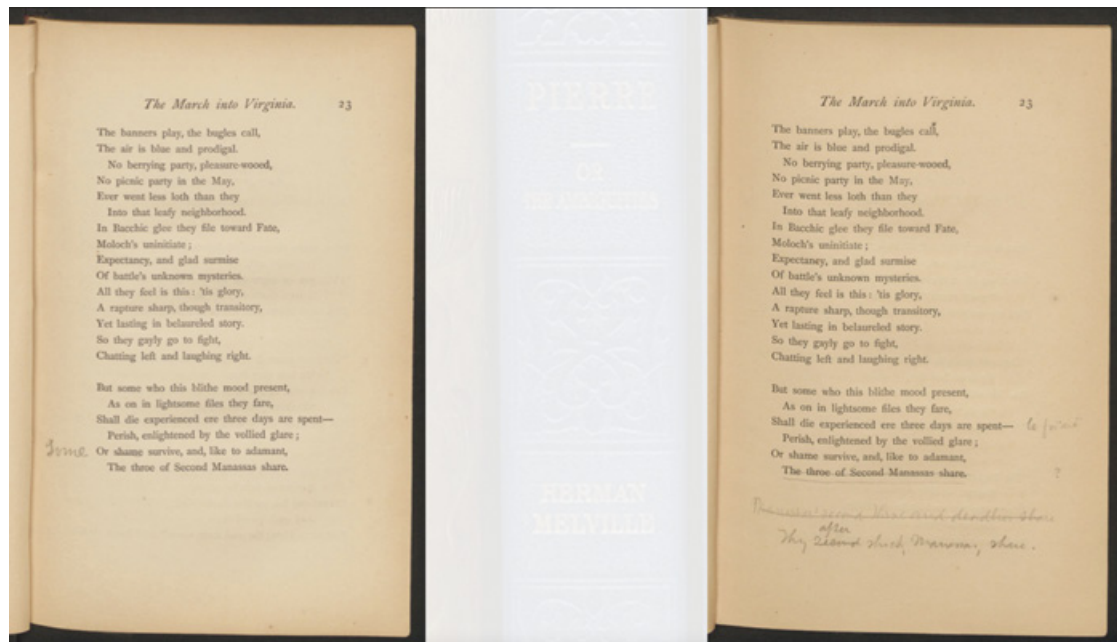 The March into Virginia. 23
The banners play, the bugles call,
The air is blue and prodigal.
No berrying party, pleasure-wooed,
No picnic party in the May,
Ever went less loth than they
Into that leafy neighborhood.
In Bacchic glee they file toward Fate,
Moloch's uninitiate;
Expectancy, and glad surmise
Of battle's unknown mysteries.
All they feel is this: 'tis glory,
A rapture sharp, though transitory,
Yet lasting in belaureled story.
So they gayly go to fight,
Chatting left and laughing right.
But some who this blithe mood present,
As on in lightsome files they fare,
Shall die experienced ere three days are spent—
Perish, enlightened by the vollied glare;
Some Or shame survive, and, like to adamant,
The throe of Second Manassas share.
PIERRE
OR
HERMAN
MELVILLE
The March into Virginia. 23
The banners play, the bugles call,
The air is blue and prodigal.
No berrying party, pleasure-wooed,
No picnic party in the May,
Ever went less loth than they
Into that leafy neighborhood.
In Bacchic glee they file toward Fate,
Moloch's uninitiate;
Expectancy, and glad surmise
Of battle's unknown mysteries.
All they feel is this: 'tis glory,
A rapture sharp, though transitory,
Yet lasting in belaureled story.
So they gayly go to fight,
Chatting left and laughing right.
But some who this blithe mood present,
As on in lightsome files they fare,
Shall die experienced ere three days are spent—
Perish, enlightened by the vollied glare;
Or shame survive, and, like to adamant,
The throe of Second Manassas share. ?
after
Thy second shock, Manassas, share.